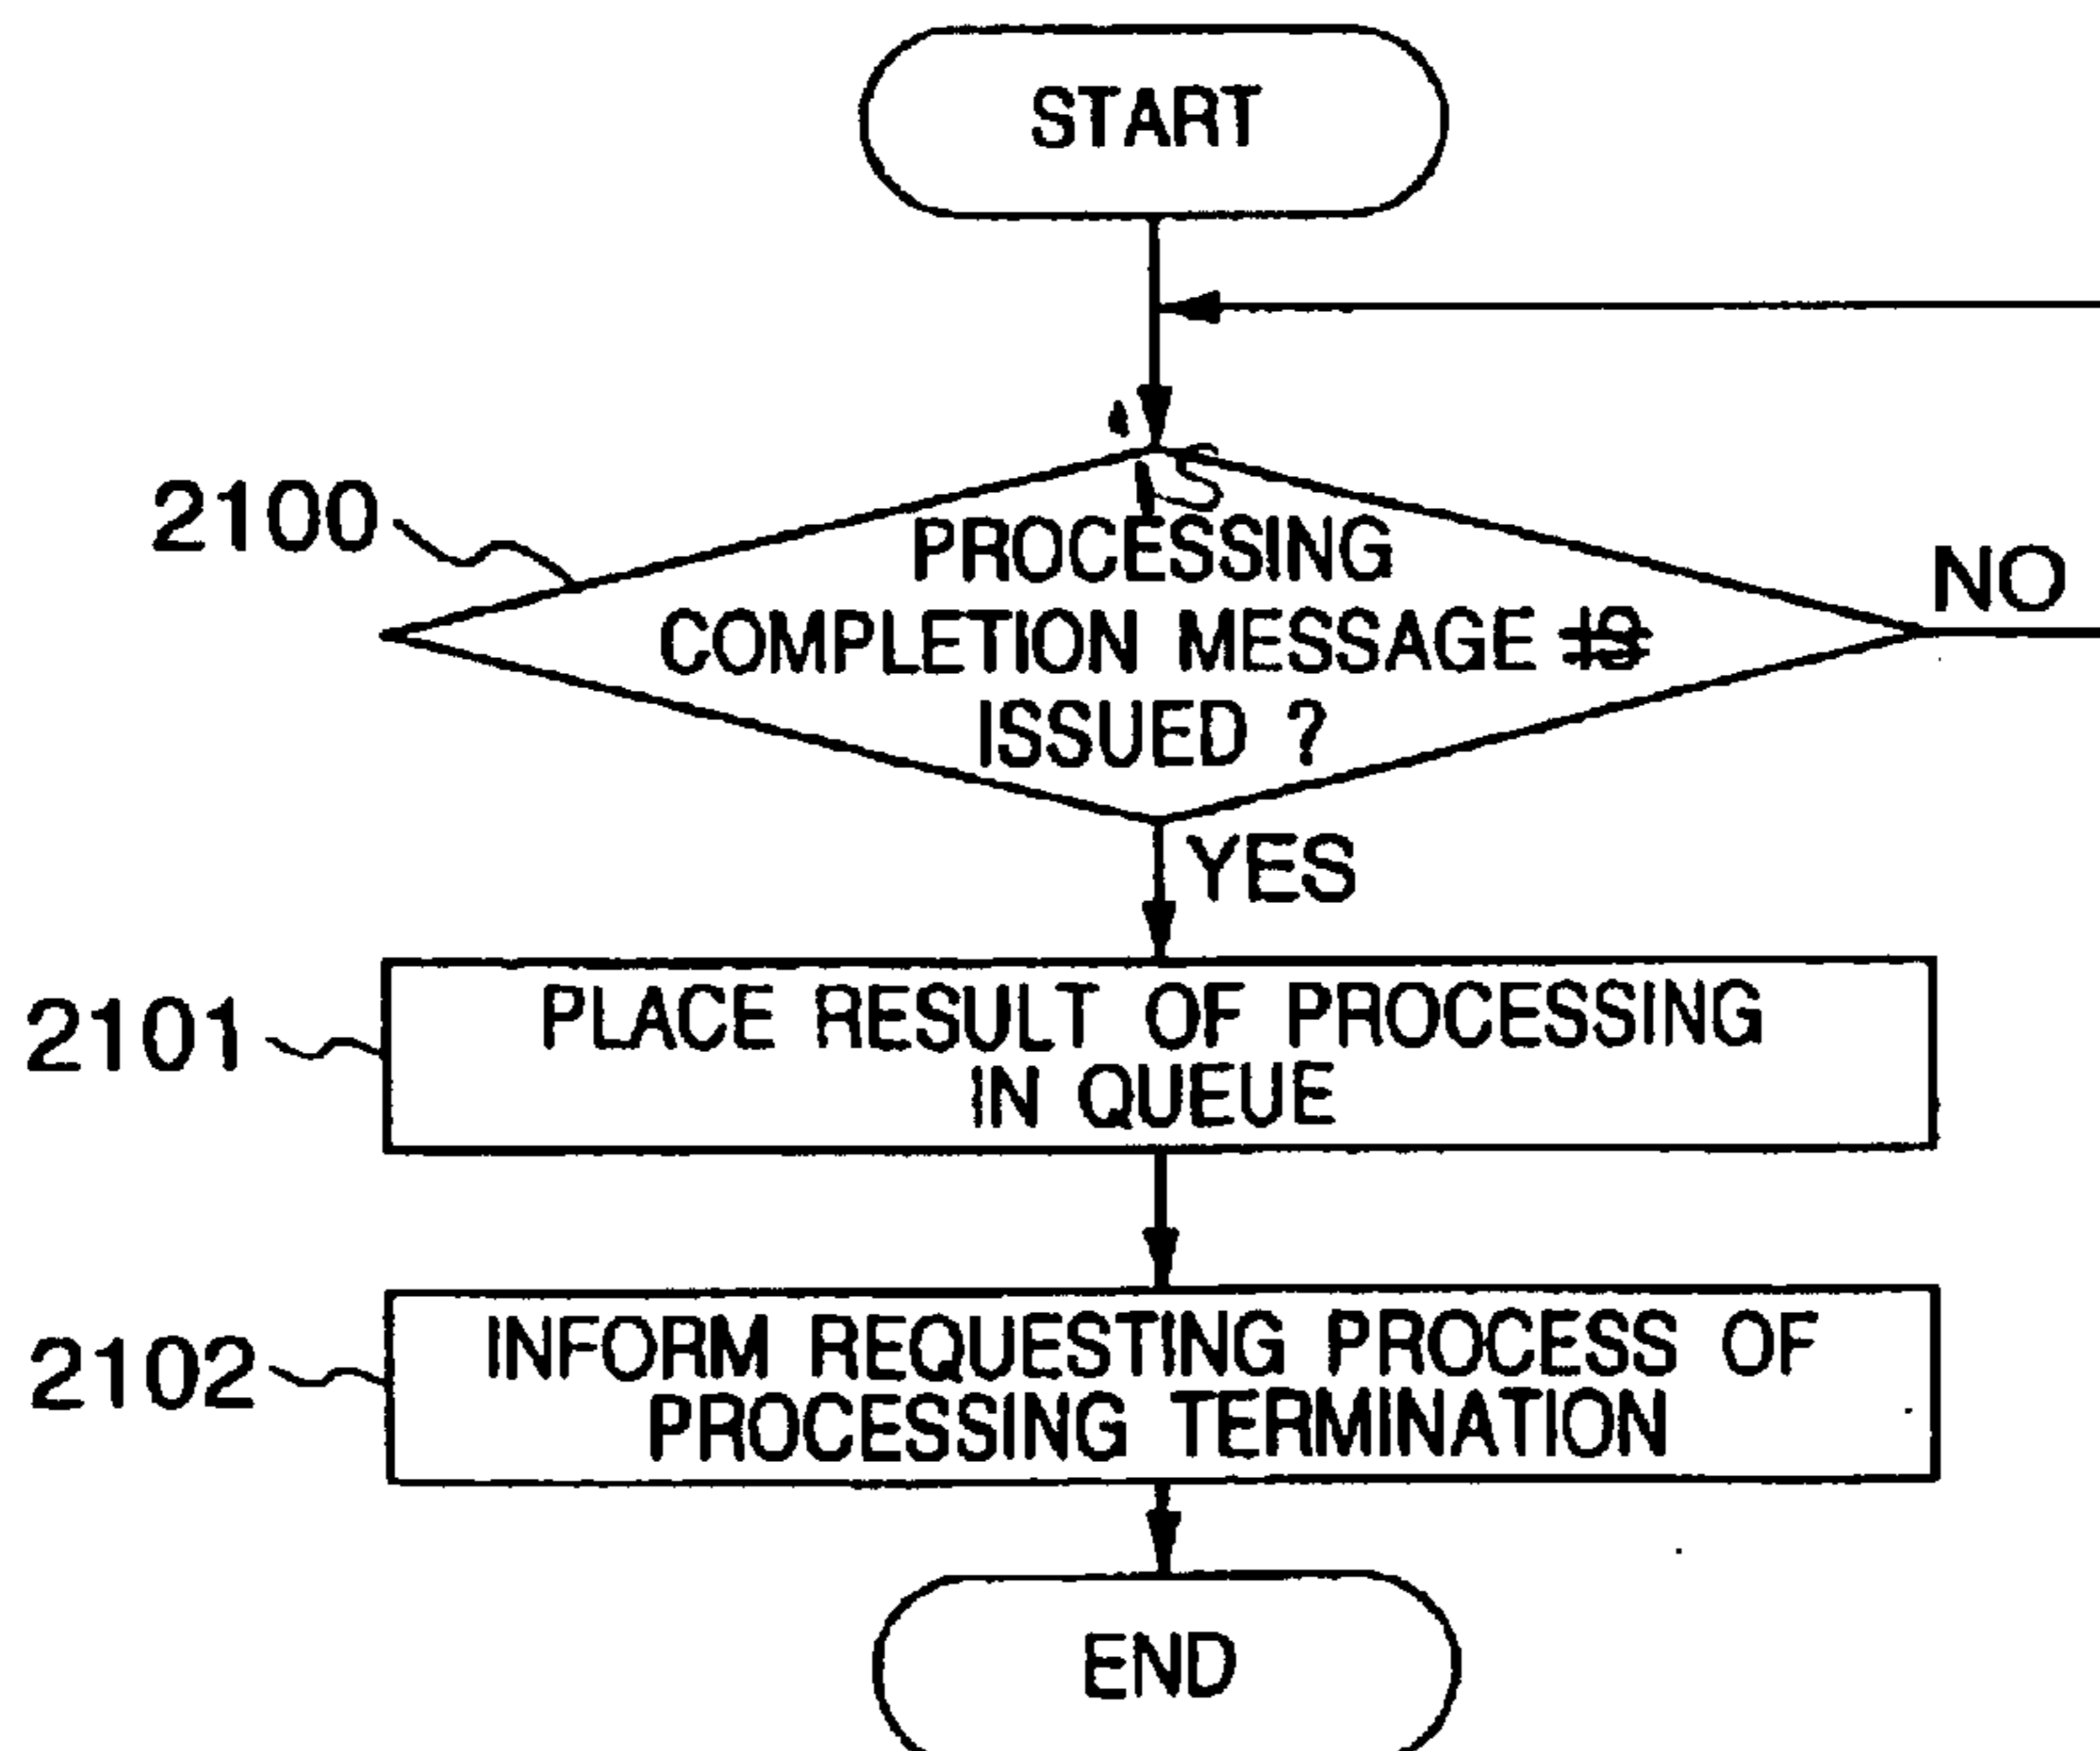 START
is
2100
PROCESSING
NO
COMPLETION MESSAGE IS
ISSUED ?
YES
2101
PLACE RESULT OF PROCESSING
IN QUEUE
2102
INFORM REQUESTING PROCESS OF
PROCESSING TERMINATION
END